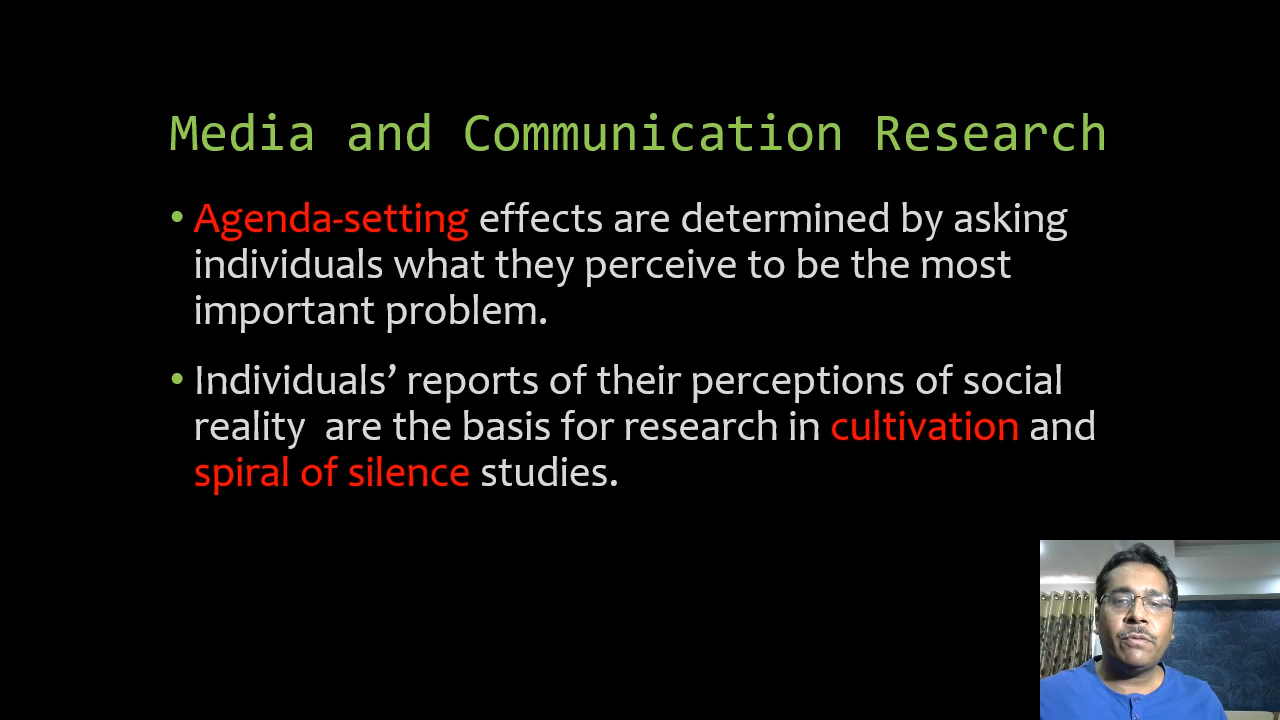 Media and Communication Research
• Agenda-setting effects are determined by asking
individuals what they perceive to be the most
important problem.
• Individuals’ reports of their perceptions of social
reality  are the basis for research in cultivation and
spiral of silence studies.